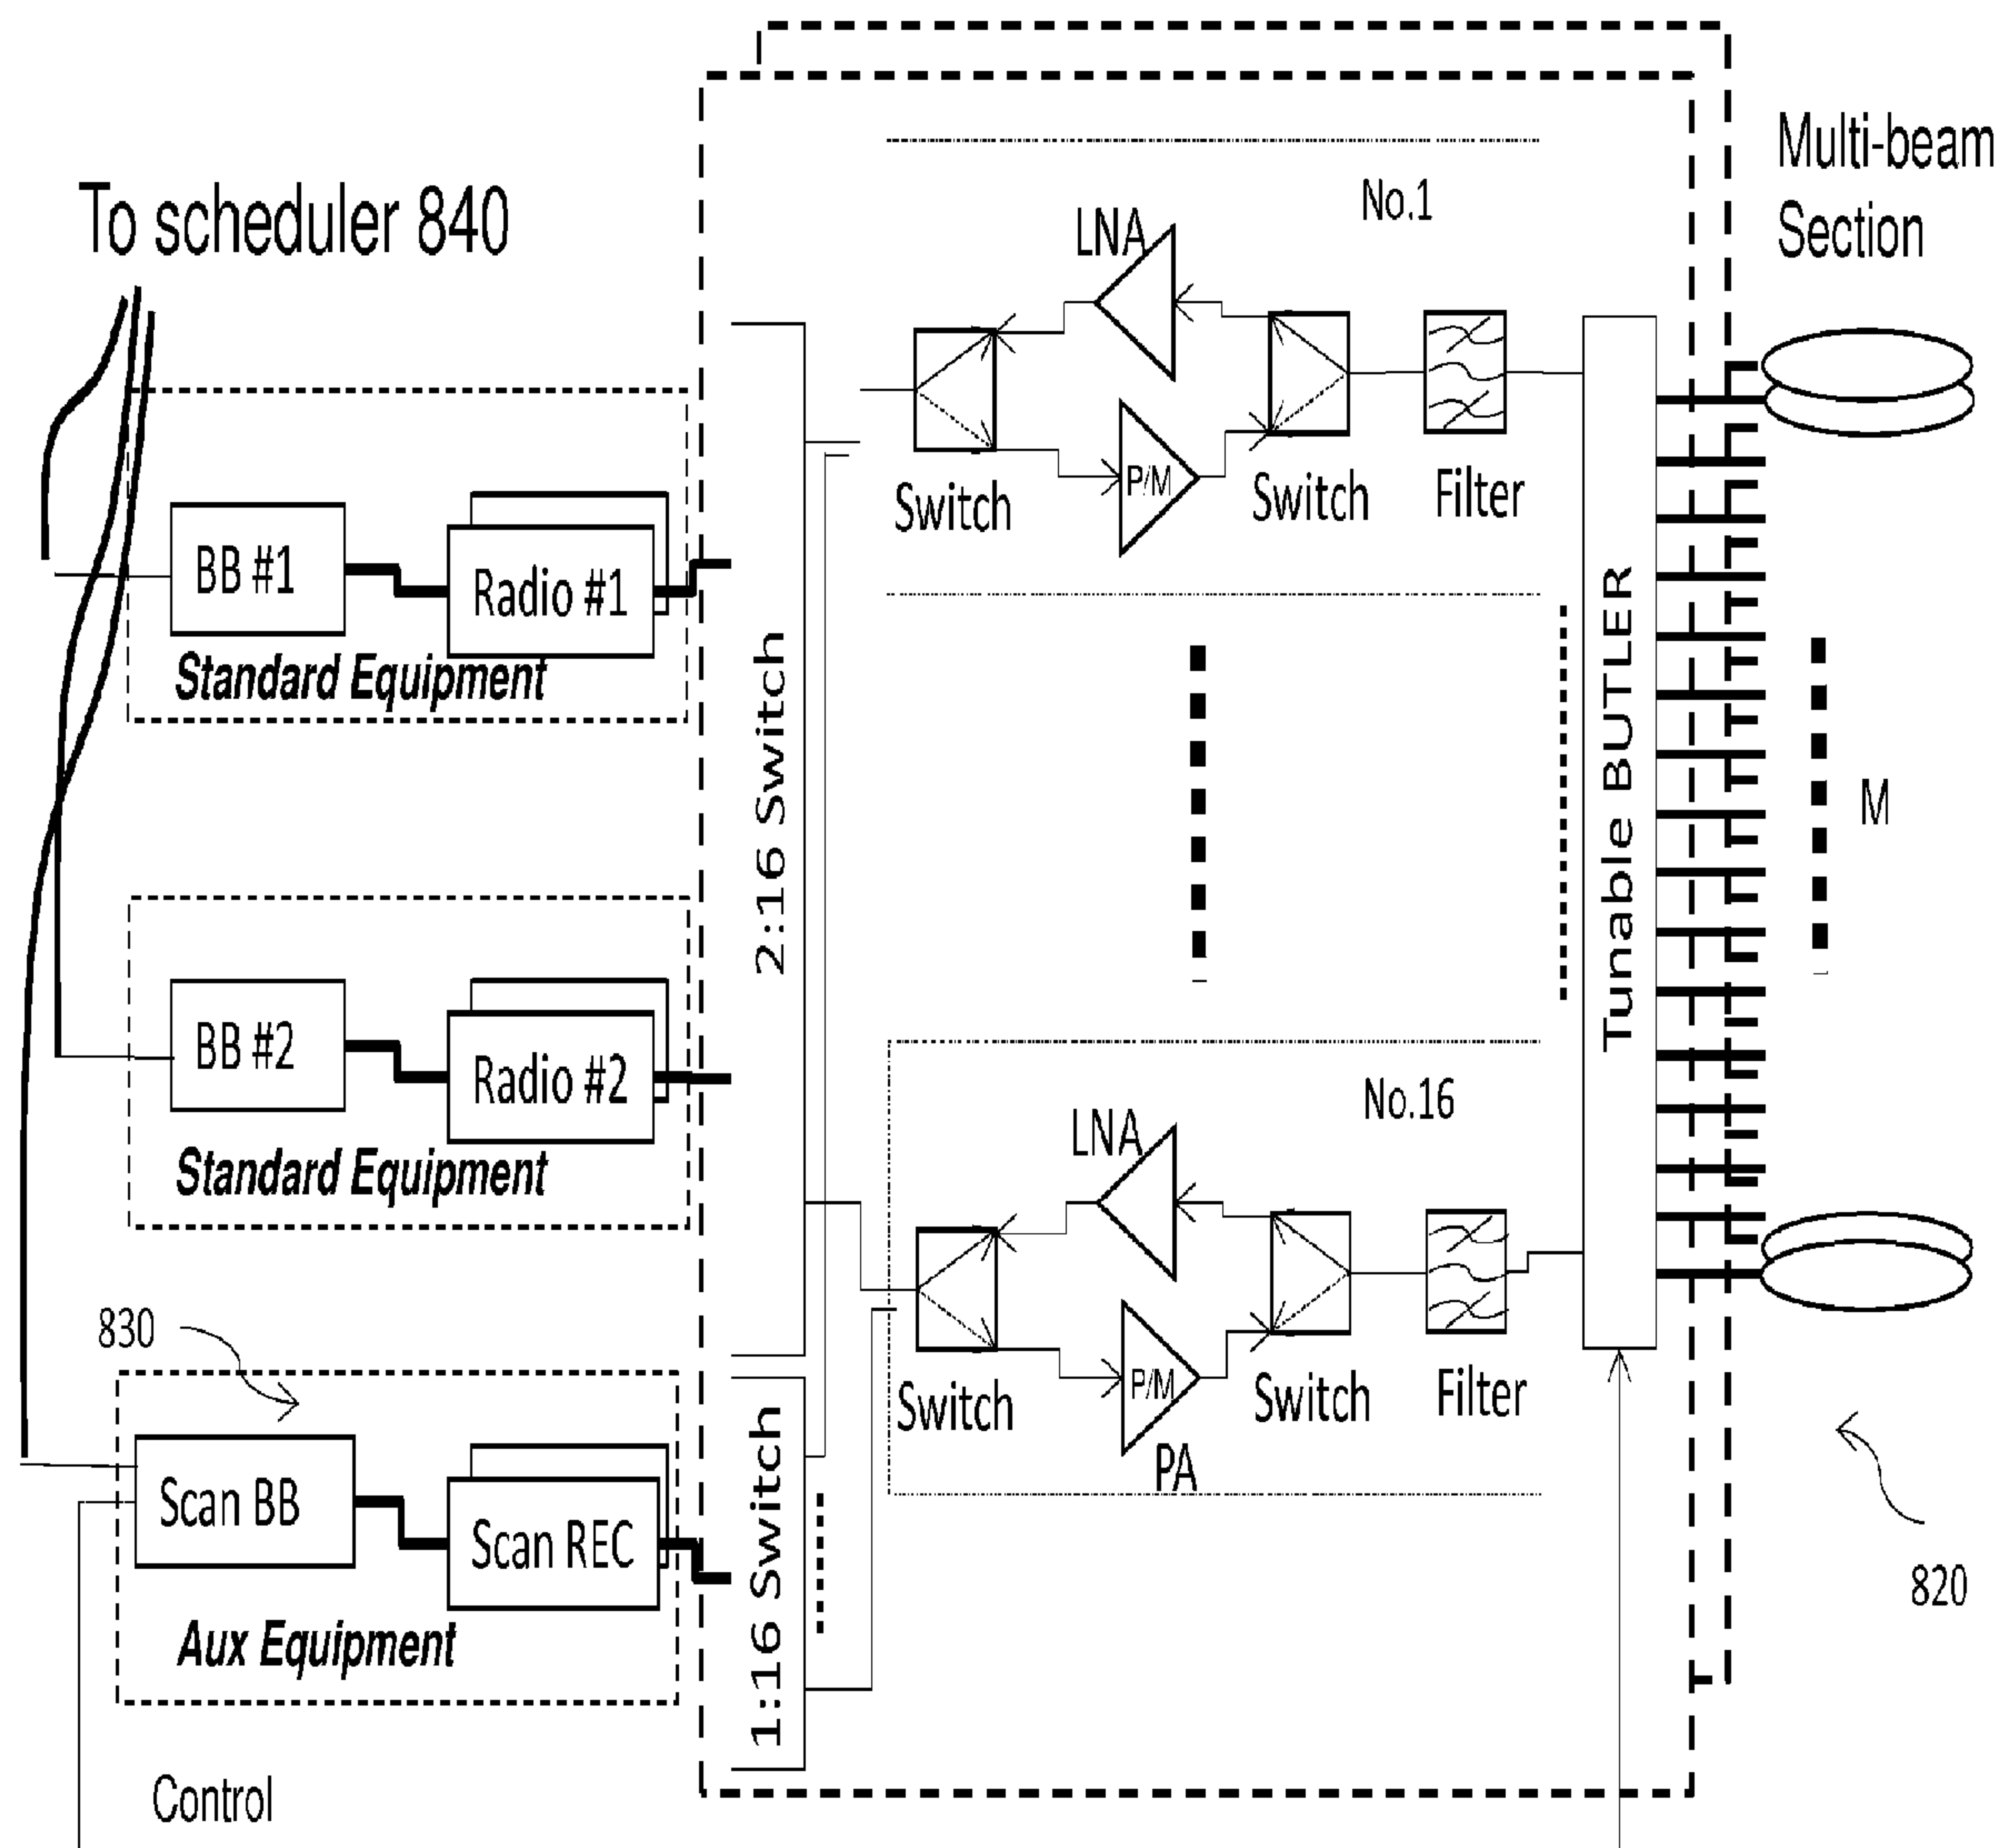 Multi-beam
Section
To scheduler 840
No.1
LNA
P/M
Switch
Switch
Filter
BB #1
Radio #1
Standard Equipment
2:16 Switch
Tunable BUTLER
M
BB #2
Radio #2
Standard Equipment
No.16
LNA
P/M
Switch
Switch
Filter
PA
830
Scan BB
Scan REC
Aux Equipment
1:16 Switch
820
Control